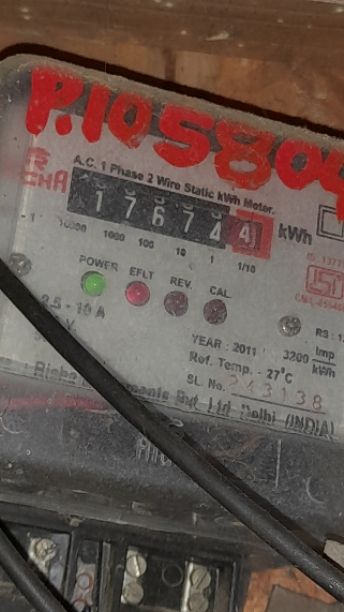 P.105804
A.C. 1 Phase 2 Wire Static kWh Meter.
1 7 6 7 4 4 kWh
10000 1000 100 10 1 1/10
POWER EFLT REV. CAL.
2.5 - 10 A
V
YEAR : 2011 3200 Imp
kWh
Ref. Temp. - 27°C
SL. No. 243138
Pvt Ltd Delhi (INDIA)